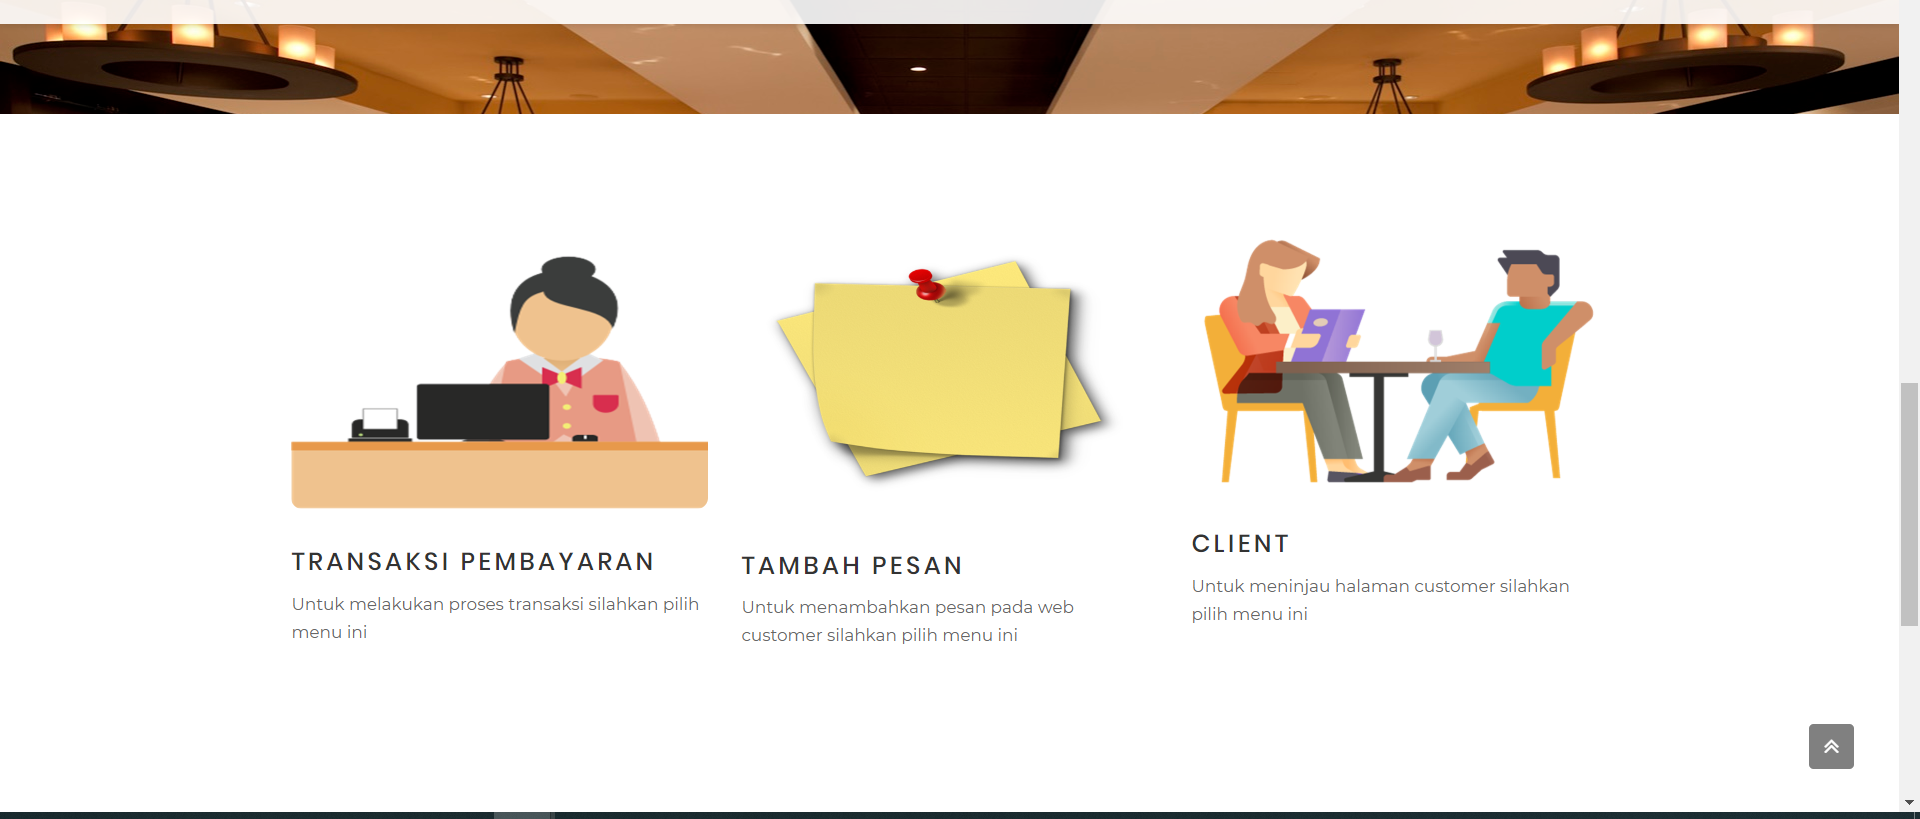 TRANSAKSI PEMBAYARAN
Untuk melakukan proses transaksi silahkan pilih
menu ini
TAMBAH PESAN
Untuk menambahkan pesan pada web
customer silahkan pilih menu ini
CLIENT
Untuk meninjau halaman customer silahkan
pilih menu ini